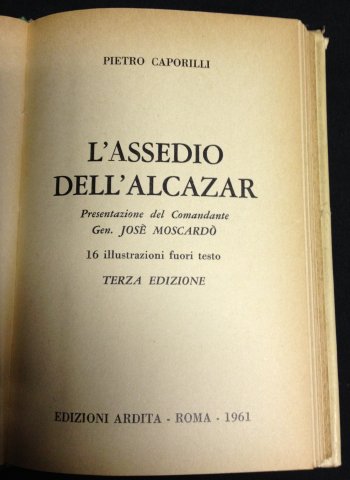 PIETRO CAPORILLI
L'ASSEDIO
DELL'ALCAZAR
Presentazione del Comandante
Gen. JOSÈ MOSCARDÒ
16 illustrazioni fuori testo
TERZA EDIZIONE
EDIZIONI ARDITA - ROMA - 1961